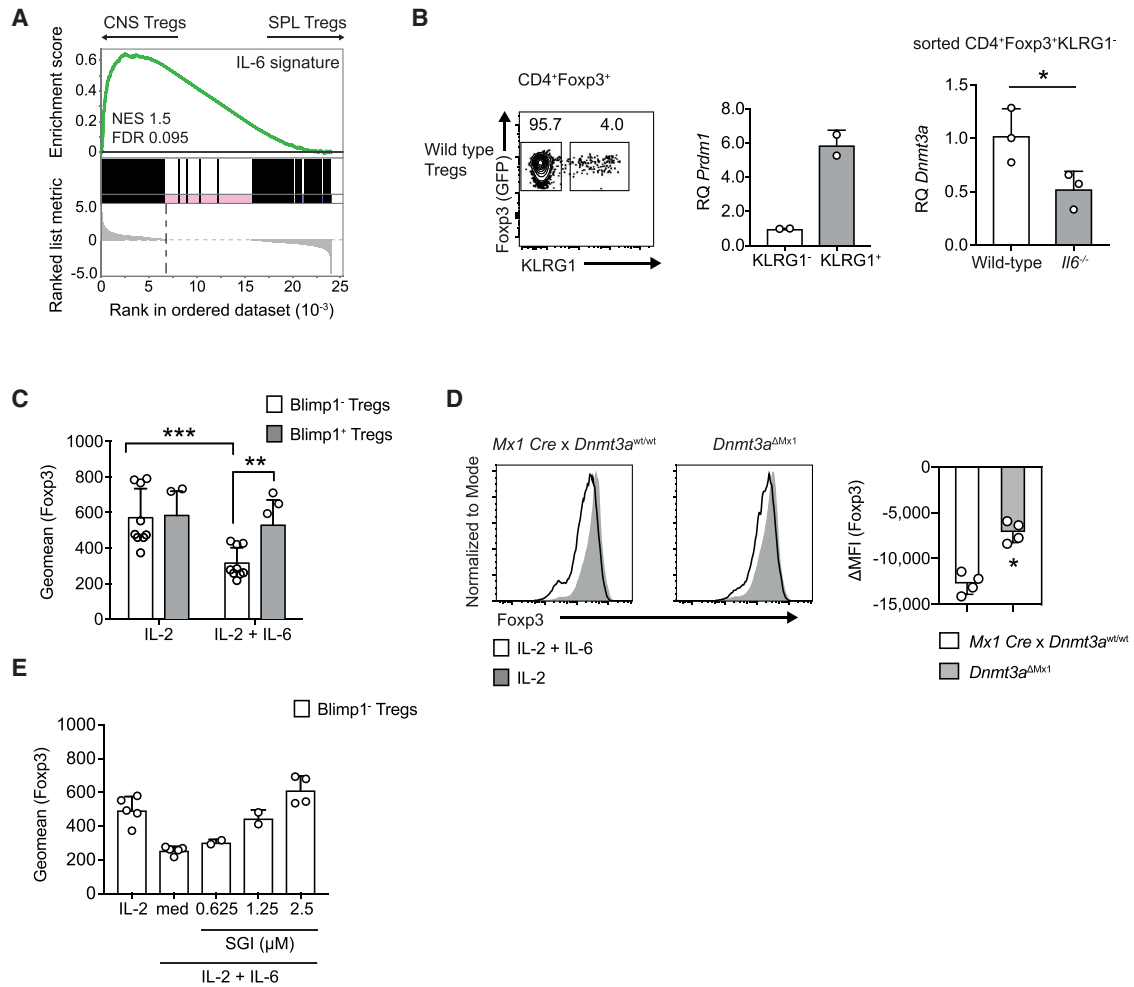 A
CNS Tregs
SPL Tregs
Enrichment score
0.6
0.4
0.2
0
IL-6 signature
NES 1.5
FDR 0.095
Ranked list metric
5.0
0
-5.0
0 5 10 15 20 25
Rank in ordered dataset (10⁻³)
B
CD4⁺Foxp3⁺
Wild type
Tregs
95.7 4.0
Foxp3 (GFP)
KLRG1
RQ Prdm1
8.0
6.0
4.0
2.0
0.0
KLRG1⁻ KLRG1⁺
sorted CD4⁺Foxp3⁺KLRG1⁻
RQ Dnmt3a
1.5
1.0
0.5
0.0
*
Wild-type Il6⁻/⁻
C
Blimp1⁻ Tregs
Blimp1⁺ Tregs
Geomean (Foxp3)
1000
800
600
400
200
0
***
**
IL-2 IL-2 + IL-6
D
Mx1 Cre x Dnmt3aʷᵗ/ʷᵗ
Dnmt3a^ΔMx1
Normalized to Mode
Foxp3
IL-2 + IL-6
IL-2
ΔMFI (Foxp3)
0
-5,000
-10,000
-15,000
*
Mx1 Cre x Dnmt3aʷᵗ/ʷᵗ
Dnmt3a^ΔMx1
E
Blimp1⁻ Tregs
Geomean (Foxp3)
1000
800
600
400
200
0
IL-2 med 0.625 1.25 2.5
SGI (µM)
IL-2 + IL-6